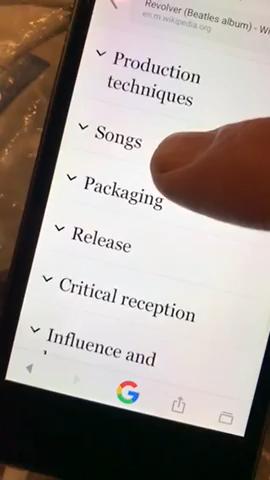 Revolver (Beatles album) - Wi
en.m.wikipedia.org
Production
techniques
Songs
Packaging
Release
Critical reception
Influence and
G